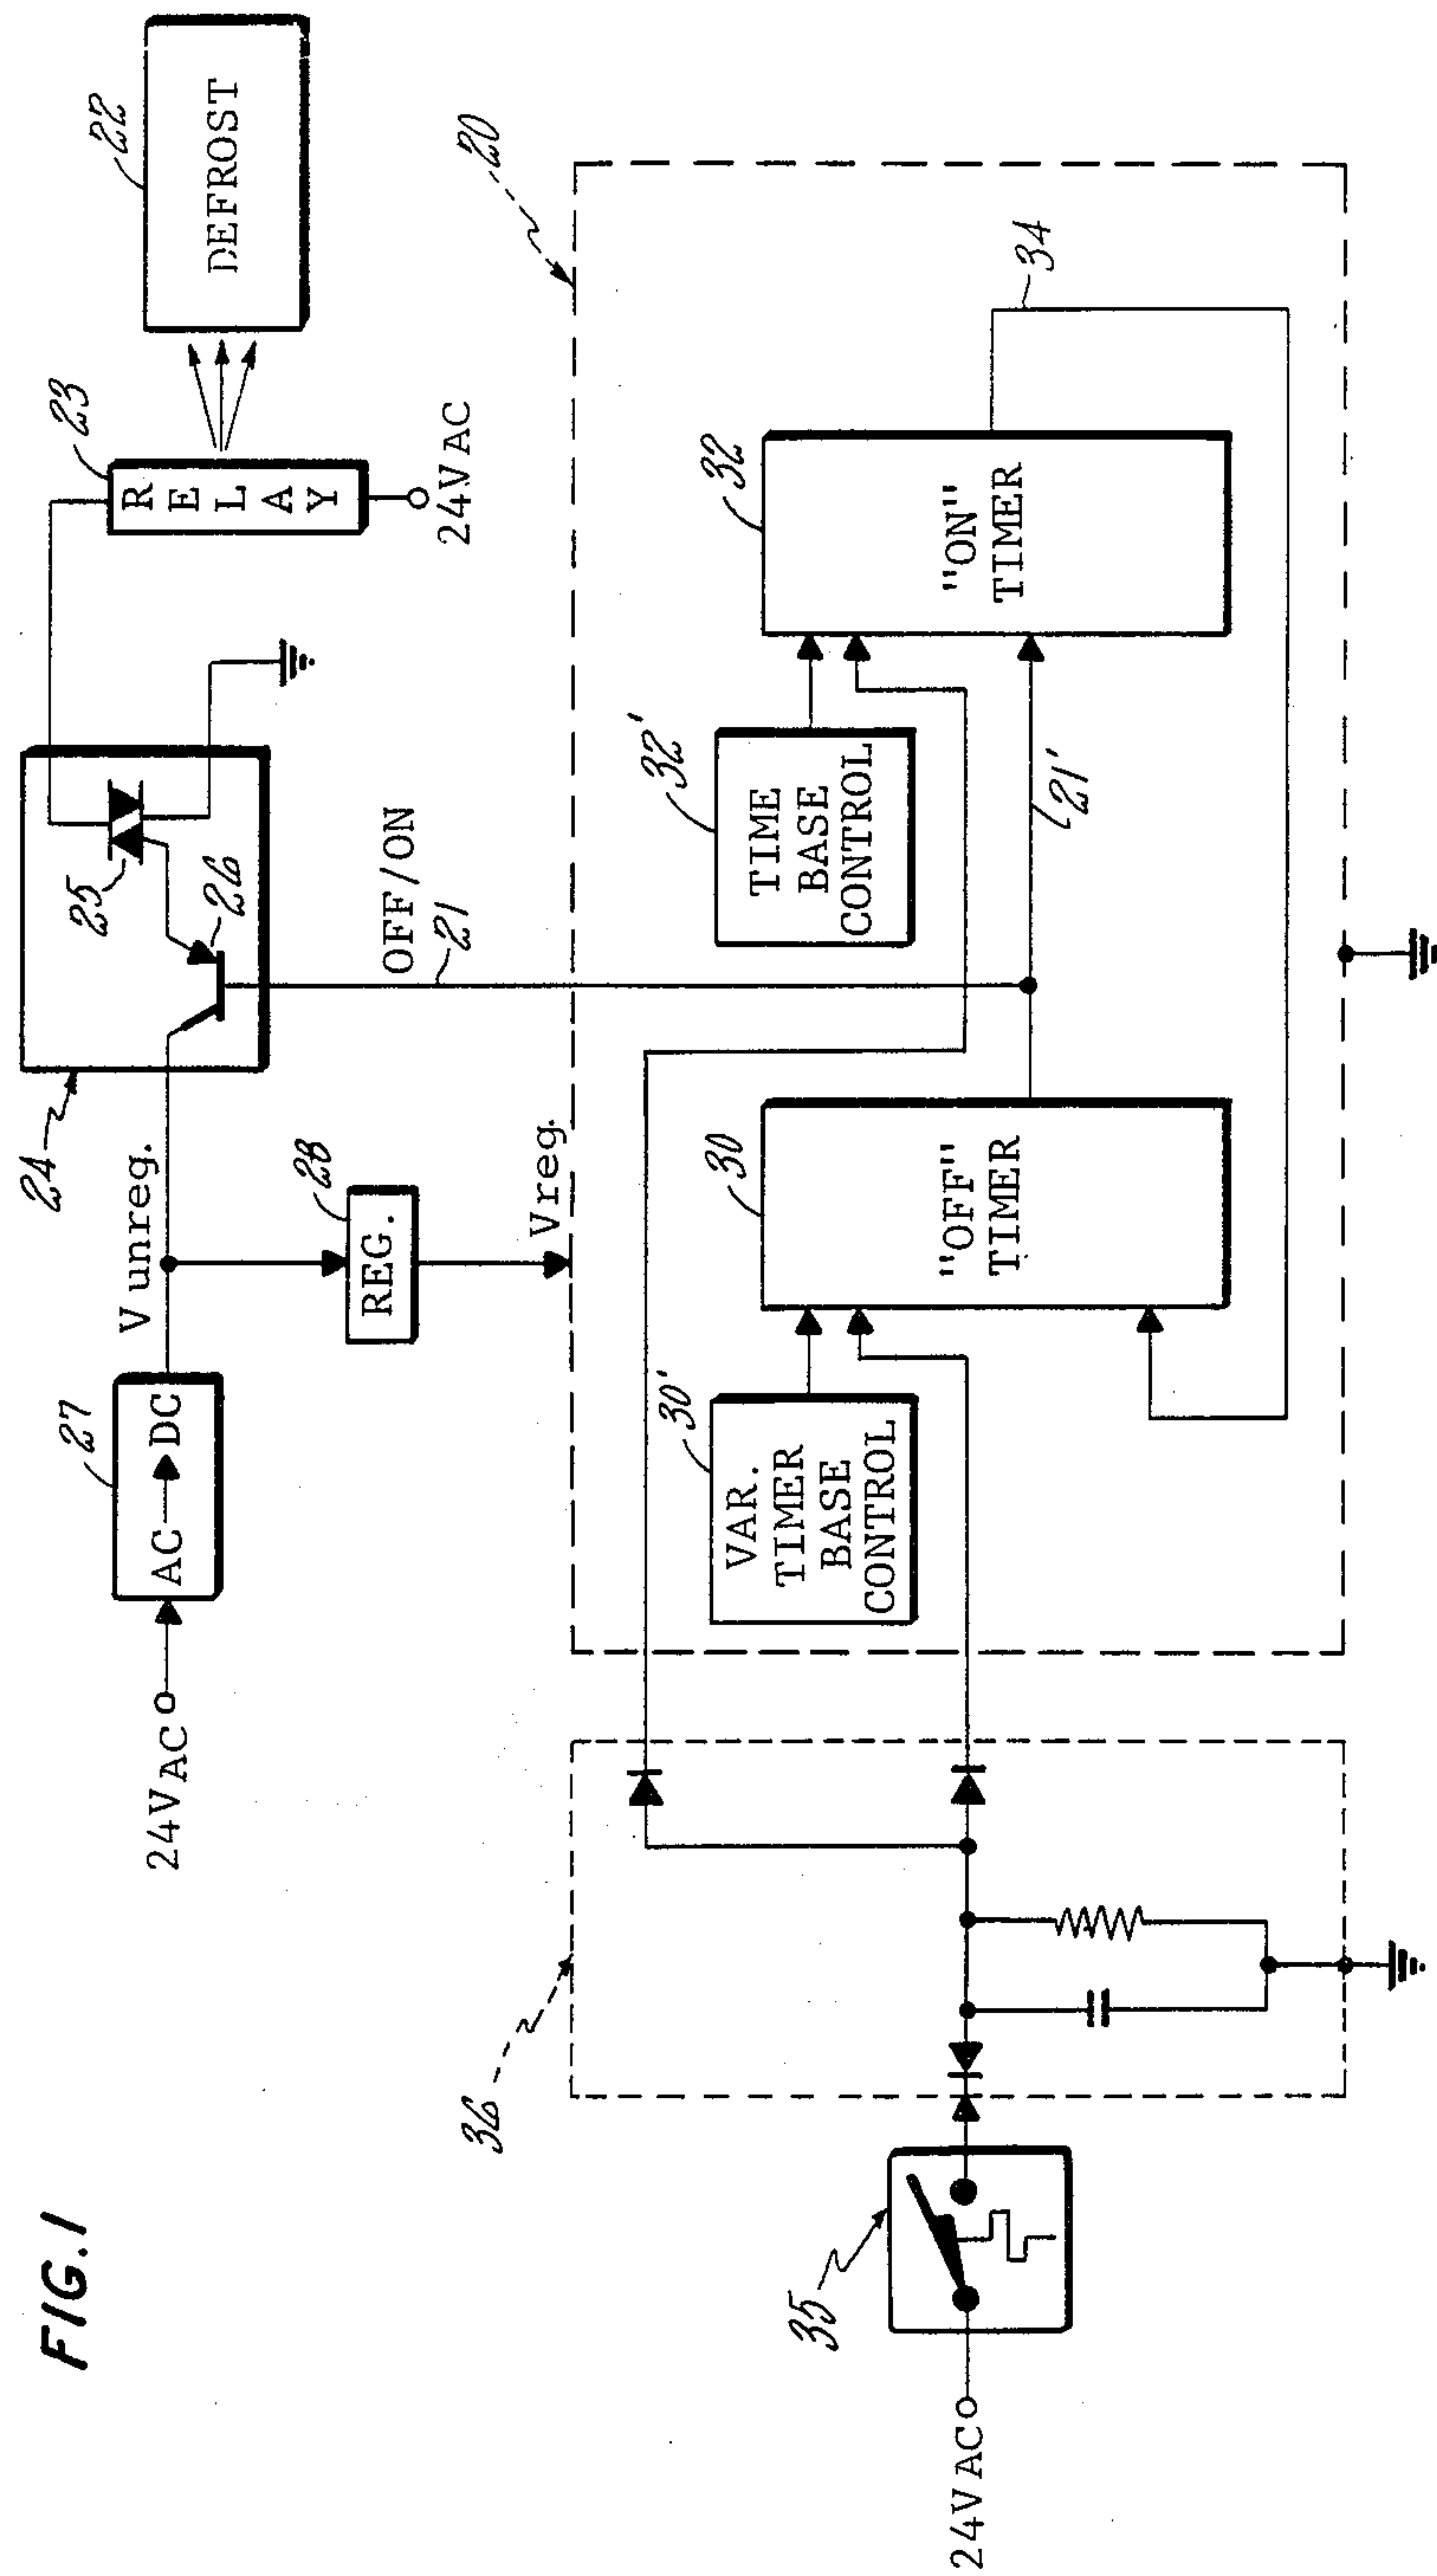 FIG.1
24VAC
27
AC DC
V unreg.
24
25
26
23
RELAY
24VAC
22
DEFROST
28
REG.
Vreg.
OFF/ON
21
20
36
35
24VAC
30'
VAR.
TIMER
BASE
CONTROL
30
"OFF"
TIMER
32'
TIME
BASE
CONTROL
21'
32
"ON"
TIMER
34